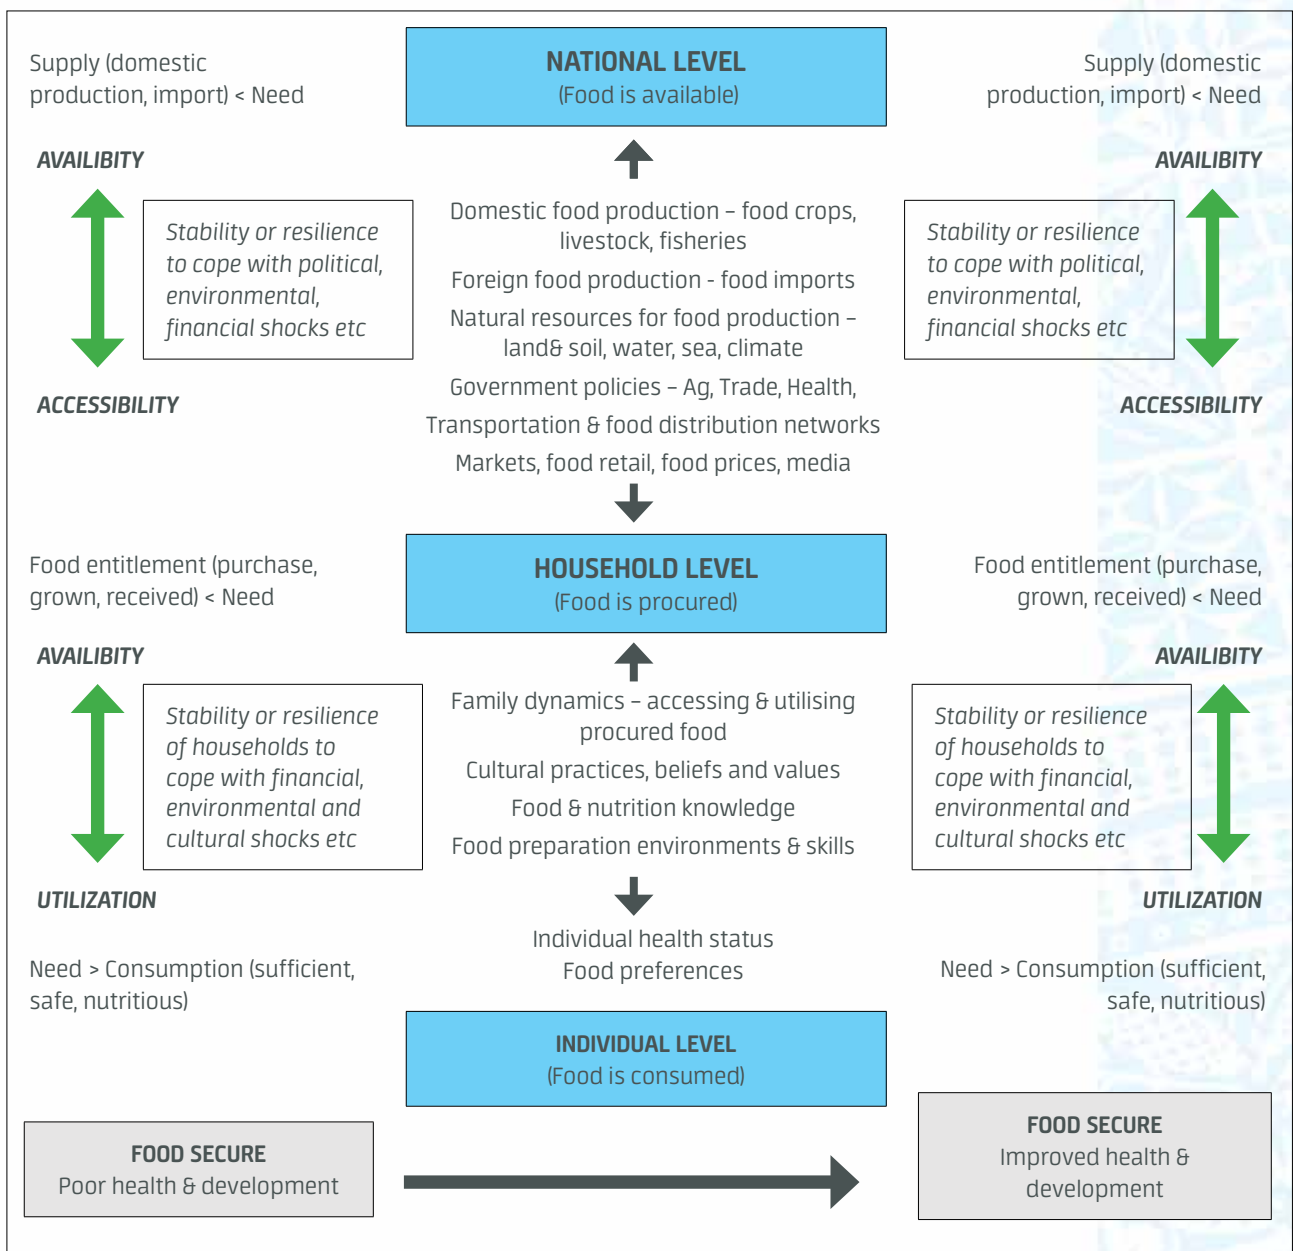 Supply (domestic
production, import) < Need
NATIONAL LEVEL
(Food is available)
Supply (domestic
production, import) < Need
AVAILIBITY
Stability or resilience
to cope with political,
environmental,
financial shocks etc
ACCESSIBILITY
Domestic food production – food crops,
livestock, fisheries
Foreign food production - food imports
Natural resources for food production –
land& soil, water, sea, climate
Government policies – Ag, Trade, Health,
Transportation & food distribution networks
Markets, food retail, food prices, media
AVAILIBITY
Stability or resilience
to cope with political,
environmental,
financial shocks etc
ACCESSIBILITY
Food entitlement (purchase,
grown, received) < Need
HOUSEHOLD LEVEL
(Food is procured)
Food entitlement (purchase,
grown, received) < Need
AVAILIBITY
Stability or resilience
of households to
cope with financial,
environmental and
cultural shocks etc
UTILIZATION
Family dynamics – accessing & utilising
procured food
Cultural practices, beliefs and values
Food & nutrition knowledge
Food preparation environments & skills
AVAILIBITY
Stability or resilience
of households to
cope with financial,
environmental and
cultural shocks etc
UTILIZATION
Individual health status
Food preferences
Need > Consumption (sufficient,
safe, nutritious)
Need > Consumption (sufficient,
safe, nutritious)
INDIVIDUAL LEVEL
(Food is consumed)
FOOD SECURE
Poor health & development
FOOD SECURE
Improved health &
development